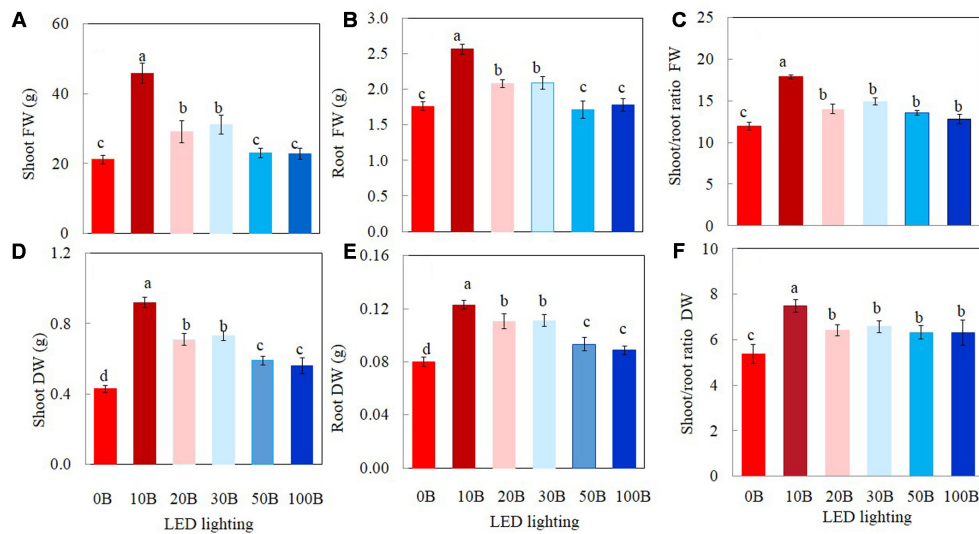 A
Shoot FW (g)
60
40
20
0
c
a
b
b
c
c
B
Root FW (g)
3.0
2.5
2.0
1.5
1.0
0.5
0.0
c
a
b
b
c
c
C
Shoot/root ratio FW
25
20
15
10
5
0
c
a
b
b
b
b
D
Shoot DW (g)
1.2
0.8
0.4
0.0
d
a
b
b
c
c
0B 10B 20B 30B 50B 100B
LED lighting
E
Root DW (g)
0.16
0.12
0.08
0.04
0.00
d
a
b
b
c
c
0B 10B 20B 30B 50B 100B
LED lighting
F
Shoot/root ratio DW
10
8
6
4
2
0
c
a
b
b
b
b
0B 10B 20B 30B 50B 100B
LED lighting